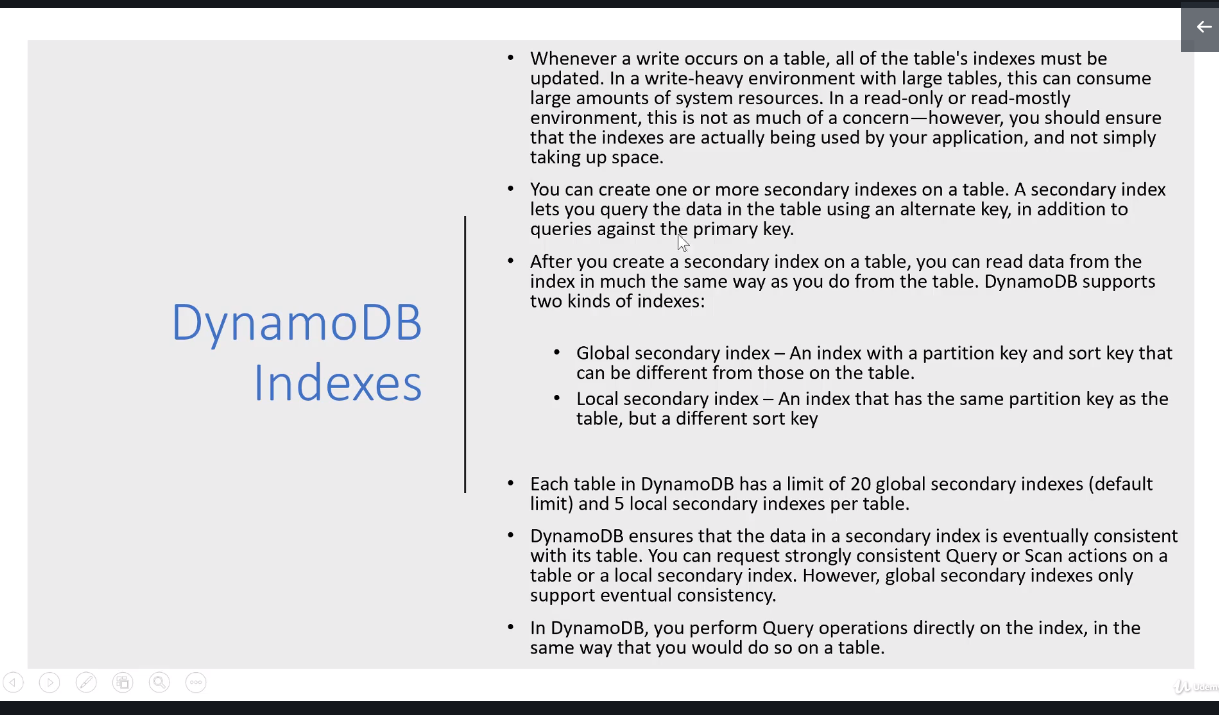 Whenever a write occurs on a table, all of the table's indexes must be
updated. In a write-heavy environment with large tables, this can consume
large amounts of system resources. In a read-only or read-mostly
environment, this is not as much of a concern—however, you should ensure
that the indexes are actually being used by your application, and not simply
taking up space.
You can create one or more secondary indexes on a table. A secondary index
lets you query the data in the table using an alternate key, in addition to
queries against the primary key.
After you create a secondary index on a table, you can read data from the
index in much the same way as you do from the table. DynamoDB supports
two kinds of indexes:
DynamoDB
Indexes
Global secondary index – An index with a partition key and sort key that
can be different from those on the table.
Local secondary index – An index that has the same partition key as the
table, but a different sort key
Each table in DynamoDB has a limit of 20 global secondary indexes (default
limit) and 5 local secondary indexes per table.
DynamoDB ensures that the data in a secondary index is eventually consistent
with its table. You can request strongly consistent Query or Scan actions on a
table or a local secondary index. However, global secondary indexes only
support eventual consistency.
In DynamoDB, you perform Query operations directly on the index, in the
same way that you would do so on a table.
Udem